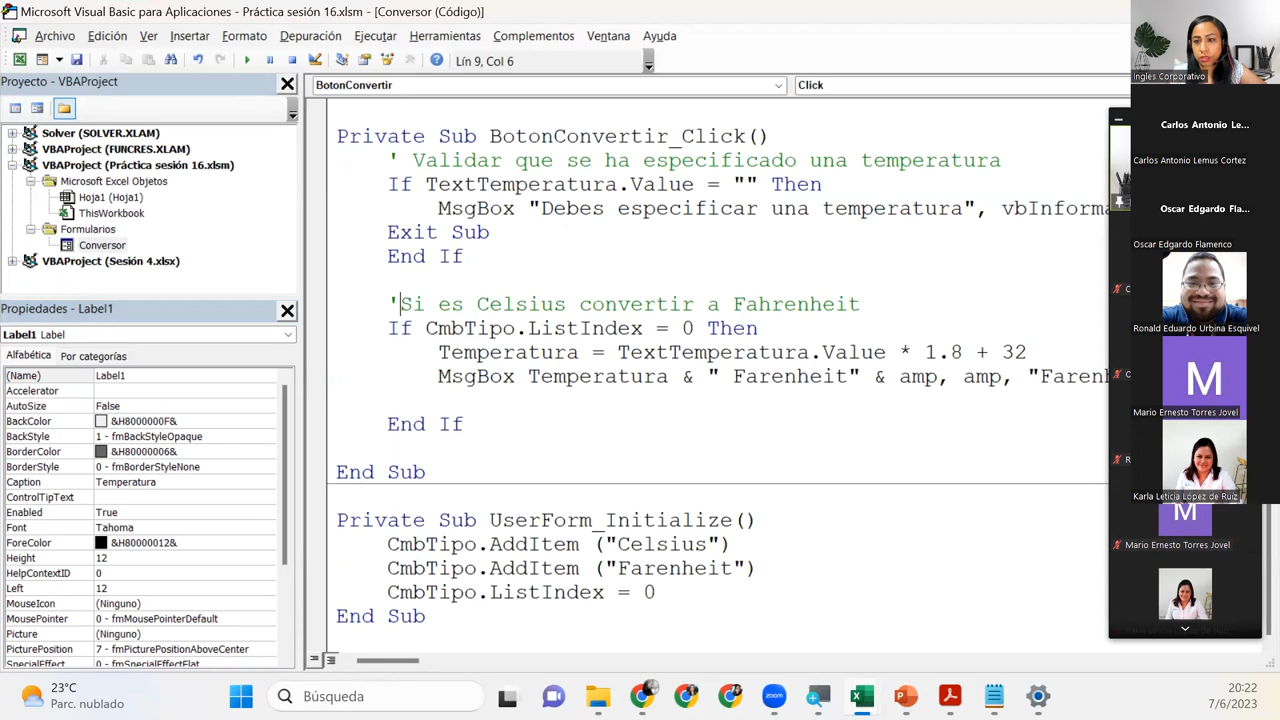 Microsoft Visual Basic para Aplicaciones - Práctica sesión 16.xlsm - [Conversor (Código)]
Archivo Edición Ver Insertar Formato Depuración Ejecutar Herramientas Complementos Ventana Ayuda
Lín 9, Col 6
Proyecto - VBAProject
Solver (SOLVER.XLAM)
VBAProject (FUNCRES.XLAM)
VBAProject (Práctica sesión 16.xlsm)
Microsoft Excel Objetos
Hoja1 (Hoja1)
ThisWorkbook
Formularios
Conversor
VBAProject (Sesión 4.xlsx)
Propiedades - Label1
Label1 Label
Alfabética Por categorías
(Name) Label1
Accelerator
AutoSize False
BackColor &H8000000F&
BackStyle 1 - fmBackStyleOpaque
BorderColor &H80000006&
BorderStyle 0 - fmBorderStyleNone
Caption Temperatura
ControlTipText
Enabled True
Font Tahoma
ForeColor &H80000012&
Height 12
HelpContextID 0
Left 12
MouseIcon (Ninguno)
MousePointer 0 - fmMousePointerDefault
Picture (Ninguno)
PicturePosition 7 - fmPicturePositionAboveCenter
SpecialEffect 0 - fmSpecialEffectFlat
BotonConvertir Click
Private Sub BotonConvertir_Click()
' Validar que se ha especificado una temperatura
If TextTemperatura.Value = "" Then
MsgBox "Debes especificar una temperatura", vbInforma
Exit Sub
End If
'Si es Celsius convertir a Fahrenheit
If CmbTipo.ListIndex = 0 Then
Temperatura = TextTemperatura.Value * 1.8 + 32
MsgBox Temperatura & " Farenheit" & amp, amp, "Farenh
End If
End Sub
Private Sub UserForm_Initialize()
CmbTipo.AddItem ("Celsius")
CmbTipo.AddItem ("Farenheit")
CmbTipo.ListIndex = 0
End Sub
Ingles Corporativo
Carlos Antonio Le...
Carlos Antonio Lemus Cortez
Oscar Edgardo Fla...
Oscar Edgardo Flamenco
Ronald Eduardo Urbina Esquivel
M
Mario Ernesto Torres Jovel
Karla Leticia López de Ruiz
M
Mario Ernesto Torres Jovel
23°C
Parc. nublado
Búsqueda
zoom
20:22
7/6/2023